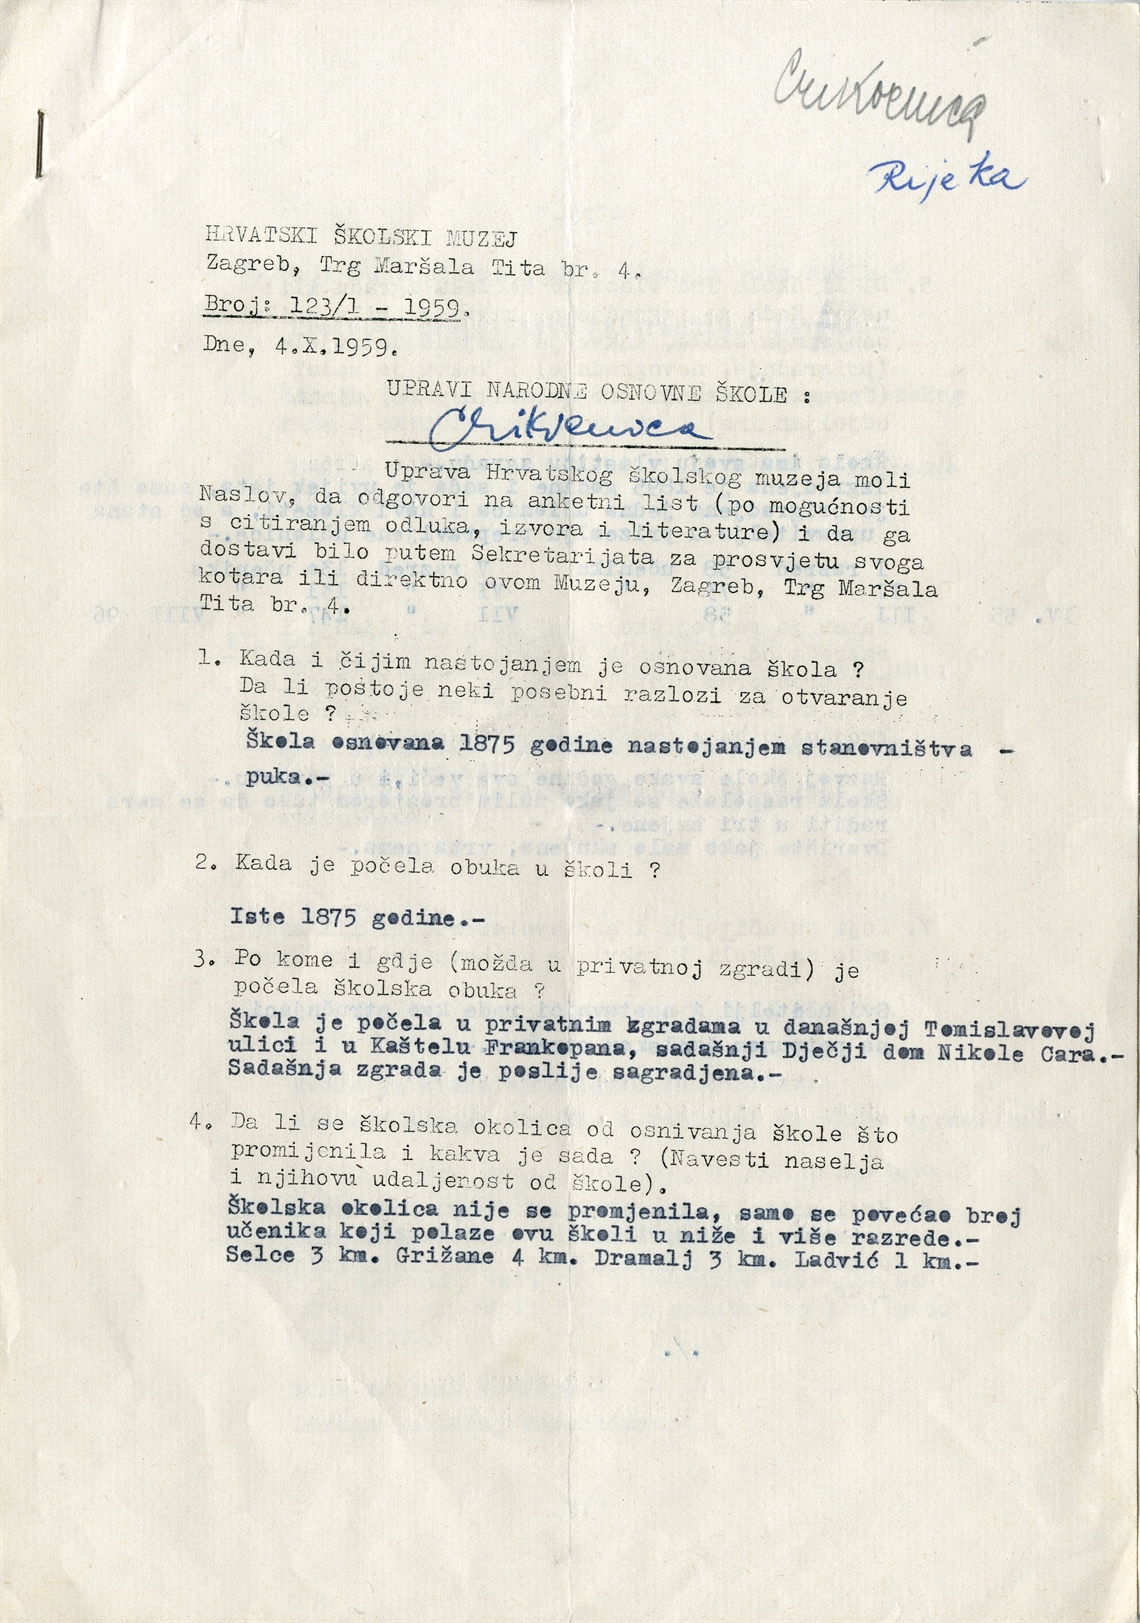 Crikvenica
Rijeka
HRVATSKI ŠKOLSKI MUZEJ
Zagreb, Trg Maršala Tita br. 4.
Broj: 123/1 - 1959.
Dne, 4.X.1959.
UPRAVI NARODNE OSNOVNE ŠKOLE :
Crikvenica
Uprava Hrvatskog školskog muzeja moli
Naslov, da odgovori na anketni list (po mogućnosti
s citiranjem odluka, izvora i literature) i da ga
dostavi bilo putem Sekretarijata za prosvjetu svoga
kotara ili direktno ovom Muzeju, Zagreb, Trg Maršala
Tita br. 4.
1. Kada i čijim nastojanjem je osnovana škola ?
Da li postoje neki posebni razlozi za otvaranje
škole ?
Škola osnovana 1875 godine nastojanjem stanovništva -
puka.-
2. Kada je počela obuka u školi ?
Iste 1875 godine.-
3. Po kome i gdje (možda u privatnoj zgradi) je
počela školska obuka ?
Škola je počela u privatnim zgradama u današnjoj Tomislavovoj
ulici i u Kaštelu Frankopana, sadašnji Dječji dom Nikole Cara.-
Sadašnja zgrada je poslije sagradjena.-
4. Da li se školska okolica od osnivanja škole što
promijenila i kakva je sada ? (Navesti naselja
i njihovu udaljenost od škole).
Školska okolica nije se promjenila, samo se povećao broj
učenika koji polaze ovu školi u niže i više razrede.-
Selce 3 km. Grižane 4 km. Dramalj 3 km. Ladvić 1 km.-
./.